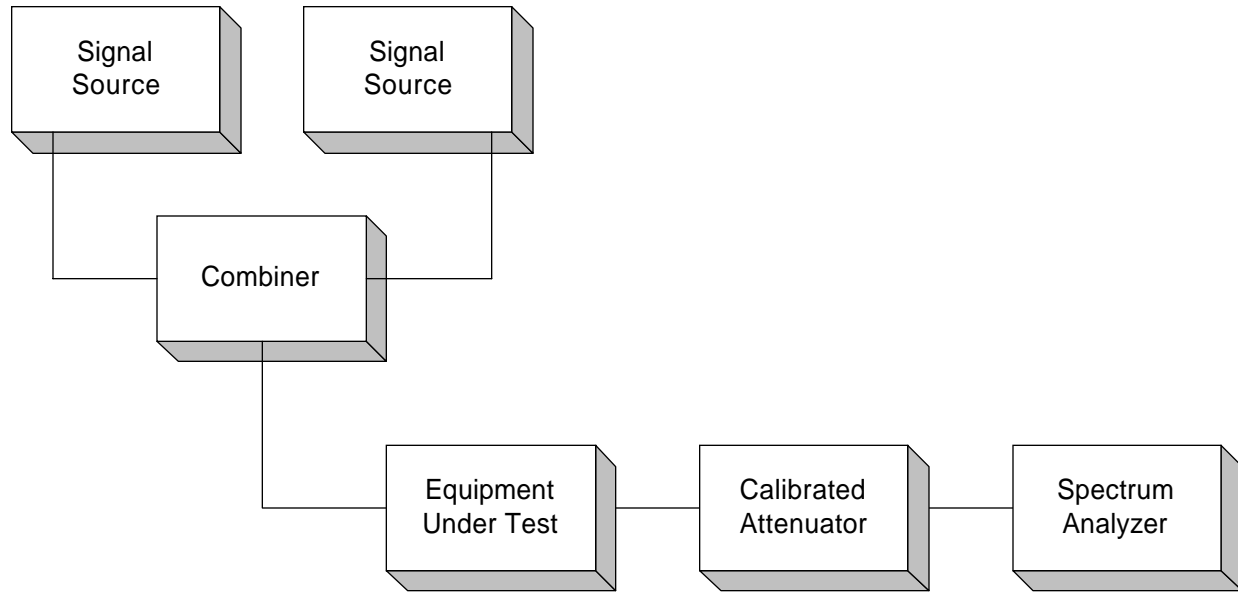 Signal
Source
Signal
Source
Combiner
Equipment
Under Test
Calibrated
Attenuator
Spectrum
Analyzer